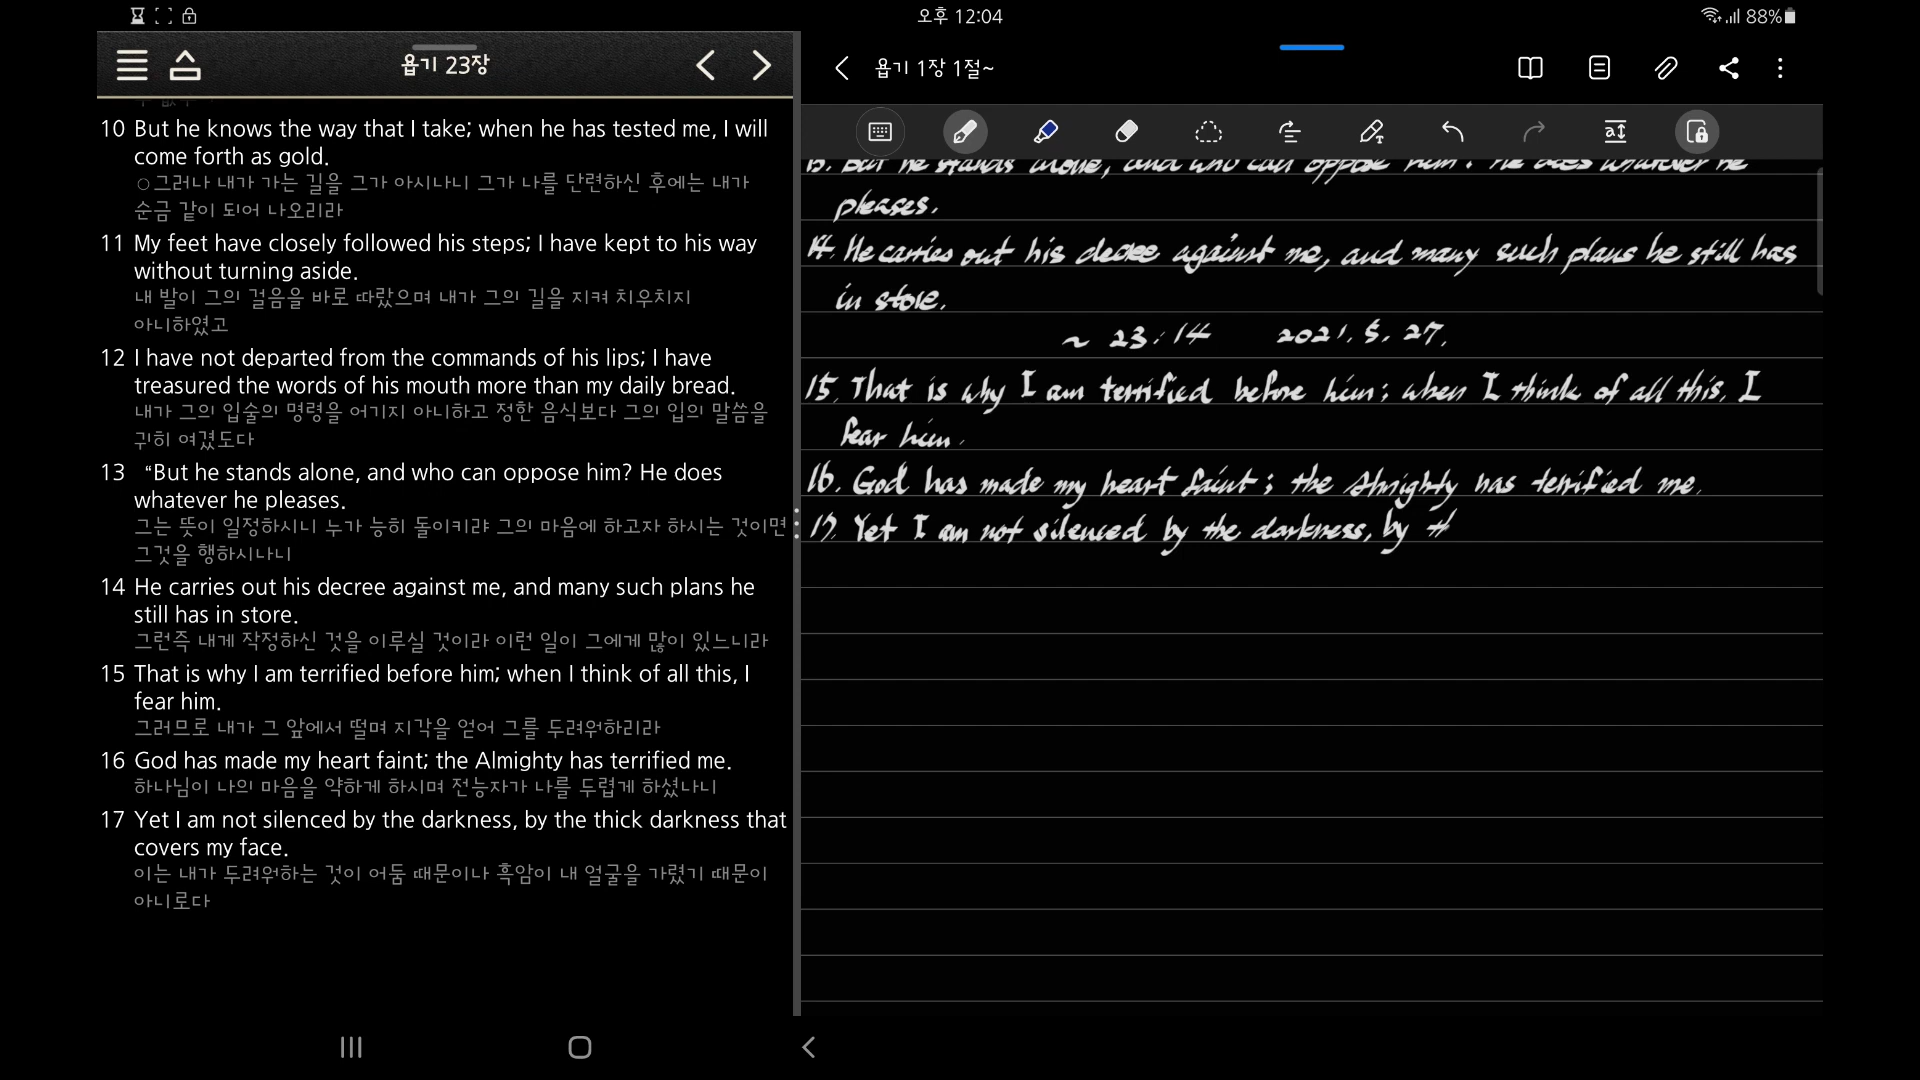 오후 12:04
88%
욥기 23장
10 But he knows the way that I take; when he has tested me, I will
come forth as gold.
○그러나 내가 가는 길을 그가 아시나니 그가 나를 단련하신 후에는 내가
순금 같이 되어 나오리라
11 My feet have closely followed his steps; I have kept to his way
without turning aside.
내 발이 그의 걸음을 바로 따랐으며 내가 그의 길을 지켜 치우치지
아니하였고
12 I have not departed from the commands of his lips; I have
treasured the words of his mouth more than my daily bread.
내가 그의 입술의 명령을 어기지 아니하고 정한 음식보다 그의 입의 말씀을
귀히 여겼도다
13 “But he stands alone, and who can oppose him? He does
whatever he pleases.
그는 뜻이 일정하시니 누가 능히 돌이키랴 그의 마음에 하고자 하시는 것이면
그것을 행하시나니
14 He carries out his decree against me, and many such plans he
still has in store.
그런즉 내게 작정하신 것을 이루실 것이라 이런 일이 그에게 많이 있느니라
15 That is why I am terrified before him; when I think of all this, I
fear him.
그러므로 내가 그 앞에서 떨며 지각을 얻어 그를 두려워하리라
16 God has made my heart faint; the Almighty has terrified me.
하나님이 나의 마음을 약하게 하시며 전능자가 나를 두렵게 하셨나니
17 Yet I am not silenced by the darkness, by the thick darkness that
covers my face.
이는 내가 두려워하는 것이 어둠 때문이나 흑암이 내 얼굴을 가렸기 때문이
아니로다
욥기 1장 1절~
13. But he stands alone, and who can oppose him? He does whatever he
pleases.
14. He carries out his decree against me, and many such plans he still has
in store.
~ 23:14 2021. 5. 27.
15. That is why I am terrified before him; when I think of all this, I
fear him.
16. God has made my heart faint; the Almighty has terrified me.
17. Yet I am not silenced by the darkness, by th